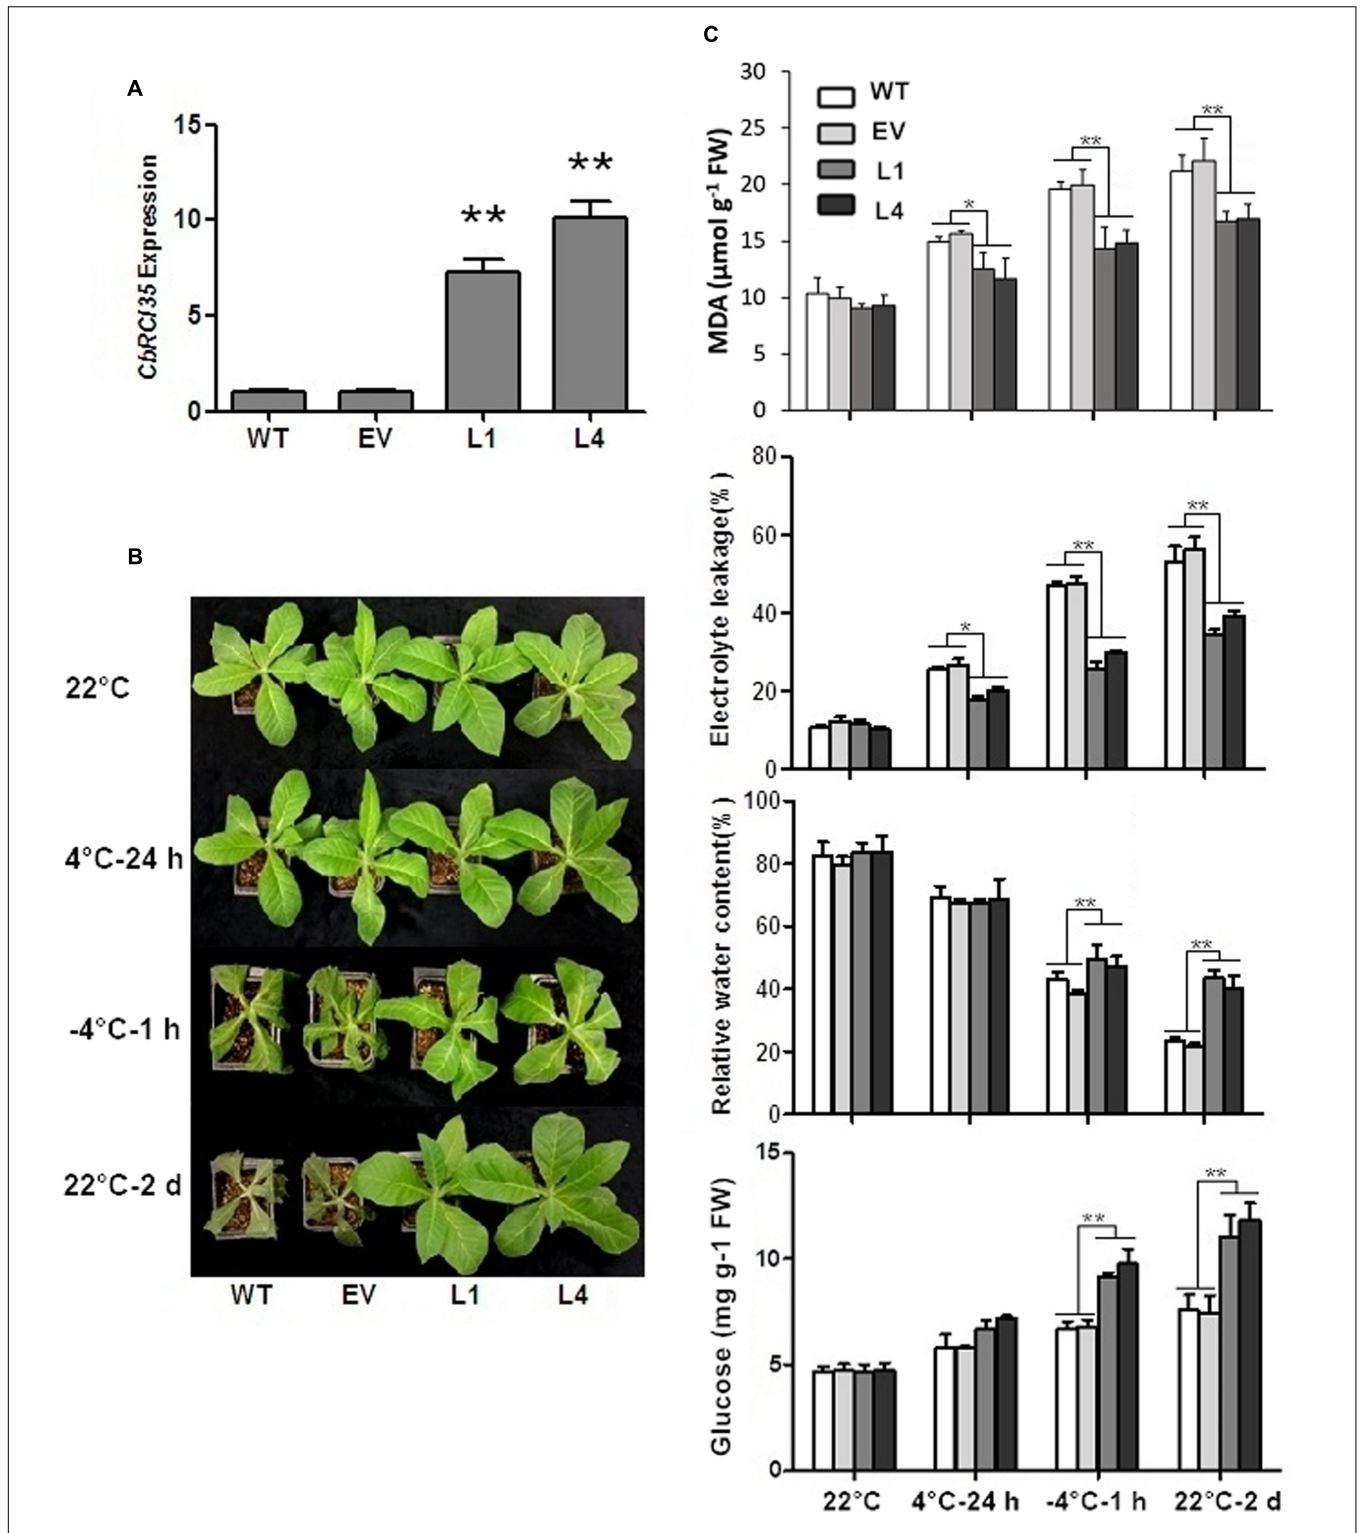 A
CbRCI35 Expression
15
10
5
0
**
**
WT EV L1 L4
B
22°C
4°C-24 h
-4°C-1 h
22°C-2 d
WT EV L1 L4
C
MDA (μmol g-1 FW)
30
25
20
15
10
5
0
WT
EV
L1
L4
*
**
**
Electrolyte leakage(% )
80
60
40
20
0
*
**
**
Relative water content(% )
100
80
60
40
20
0
**
**
Glucose (mg g-1 FW)
15
10
5
0
**
**
22°C 4°C-24 h -4°C-1 h 22°C-2 d